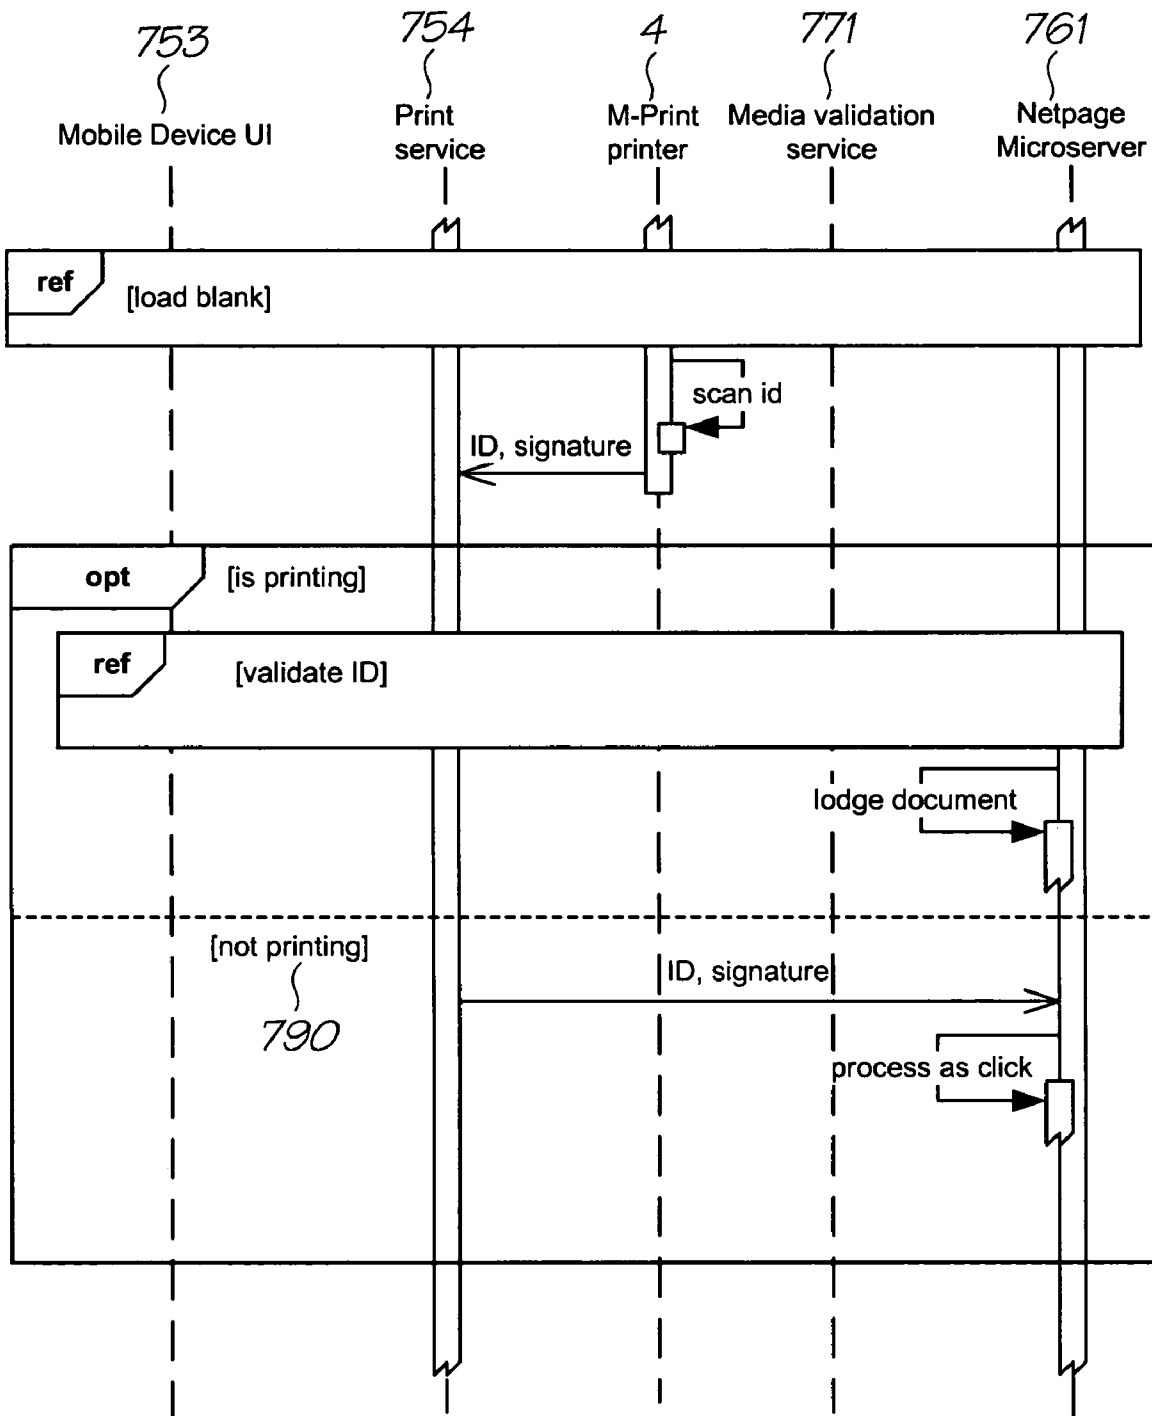 753
754
4
771
761
Mobile Device UI
Print
service
M-Print
printer
Media validation
service
Netpage
Microserver
ref
[load blank]
scan id
ID, signature
opt
[is printing]
ref
[validate ID]
lodge document
[not printing]
ID, signature
790
process as click